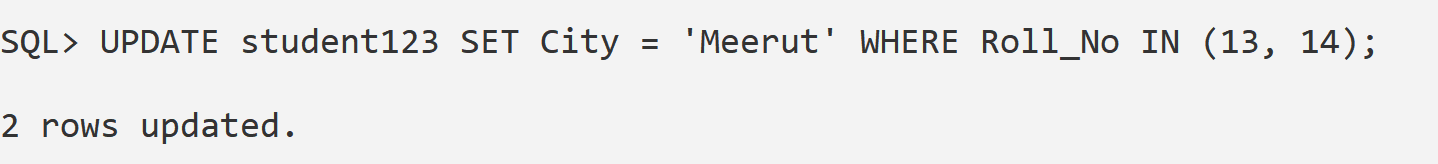 SQL> UPDATE student123 SET City = 'Meerut' WHERE Roll_No IN (13, 14);
2 rows updated.